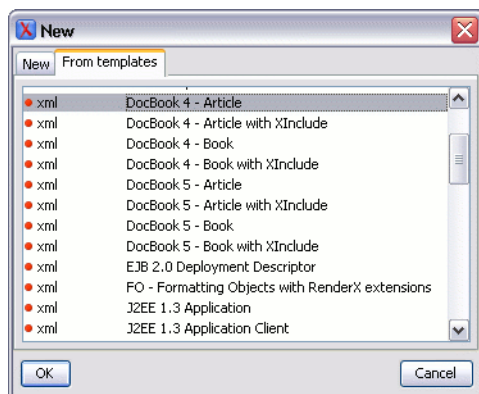 New
New From templates
xml DocBook 4 - Article
xml DocBook 4 - Article with XInclude
xml DocBook 4 - Book
xml DocBook 4 - Book with XInclude
xml DocBook 5 - Article
xml DocBook 5 - Article with XInclude
xml DocBook 5 - Book
xml DocBook 5 - Book with XInclude
xml EJB 2.0 Deployment Descriptor
xml FO - Formatting Objects with RenderX extensions
xml J2EE 1.3 Application
xml J2EE 1.3 Application Client
OK Cancel